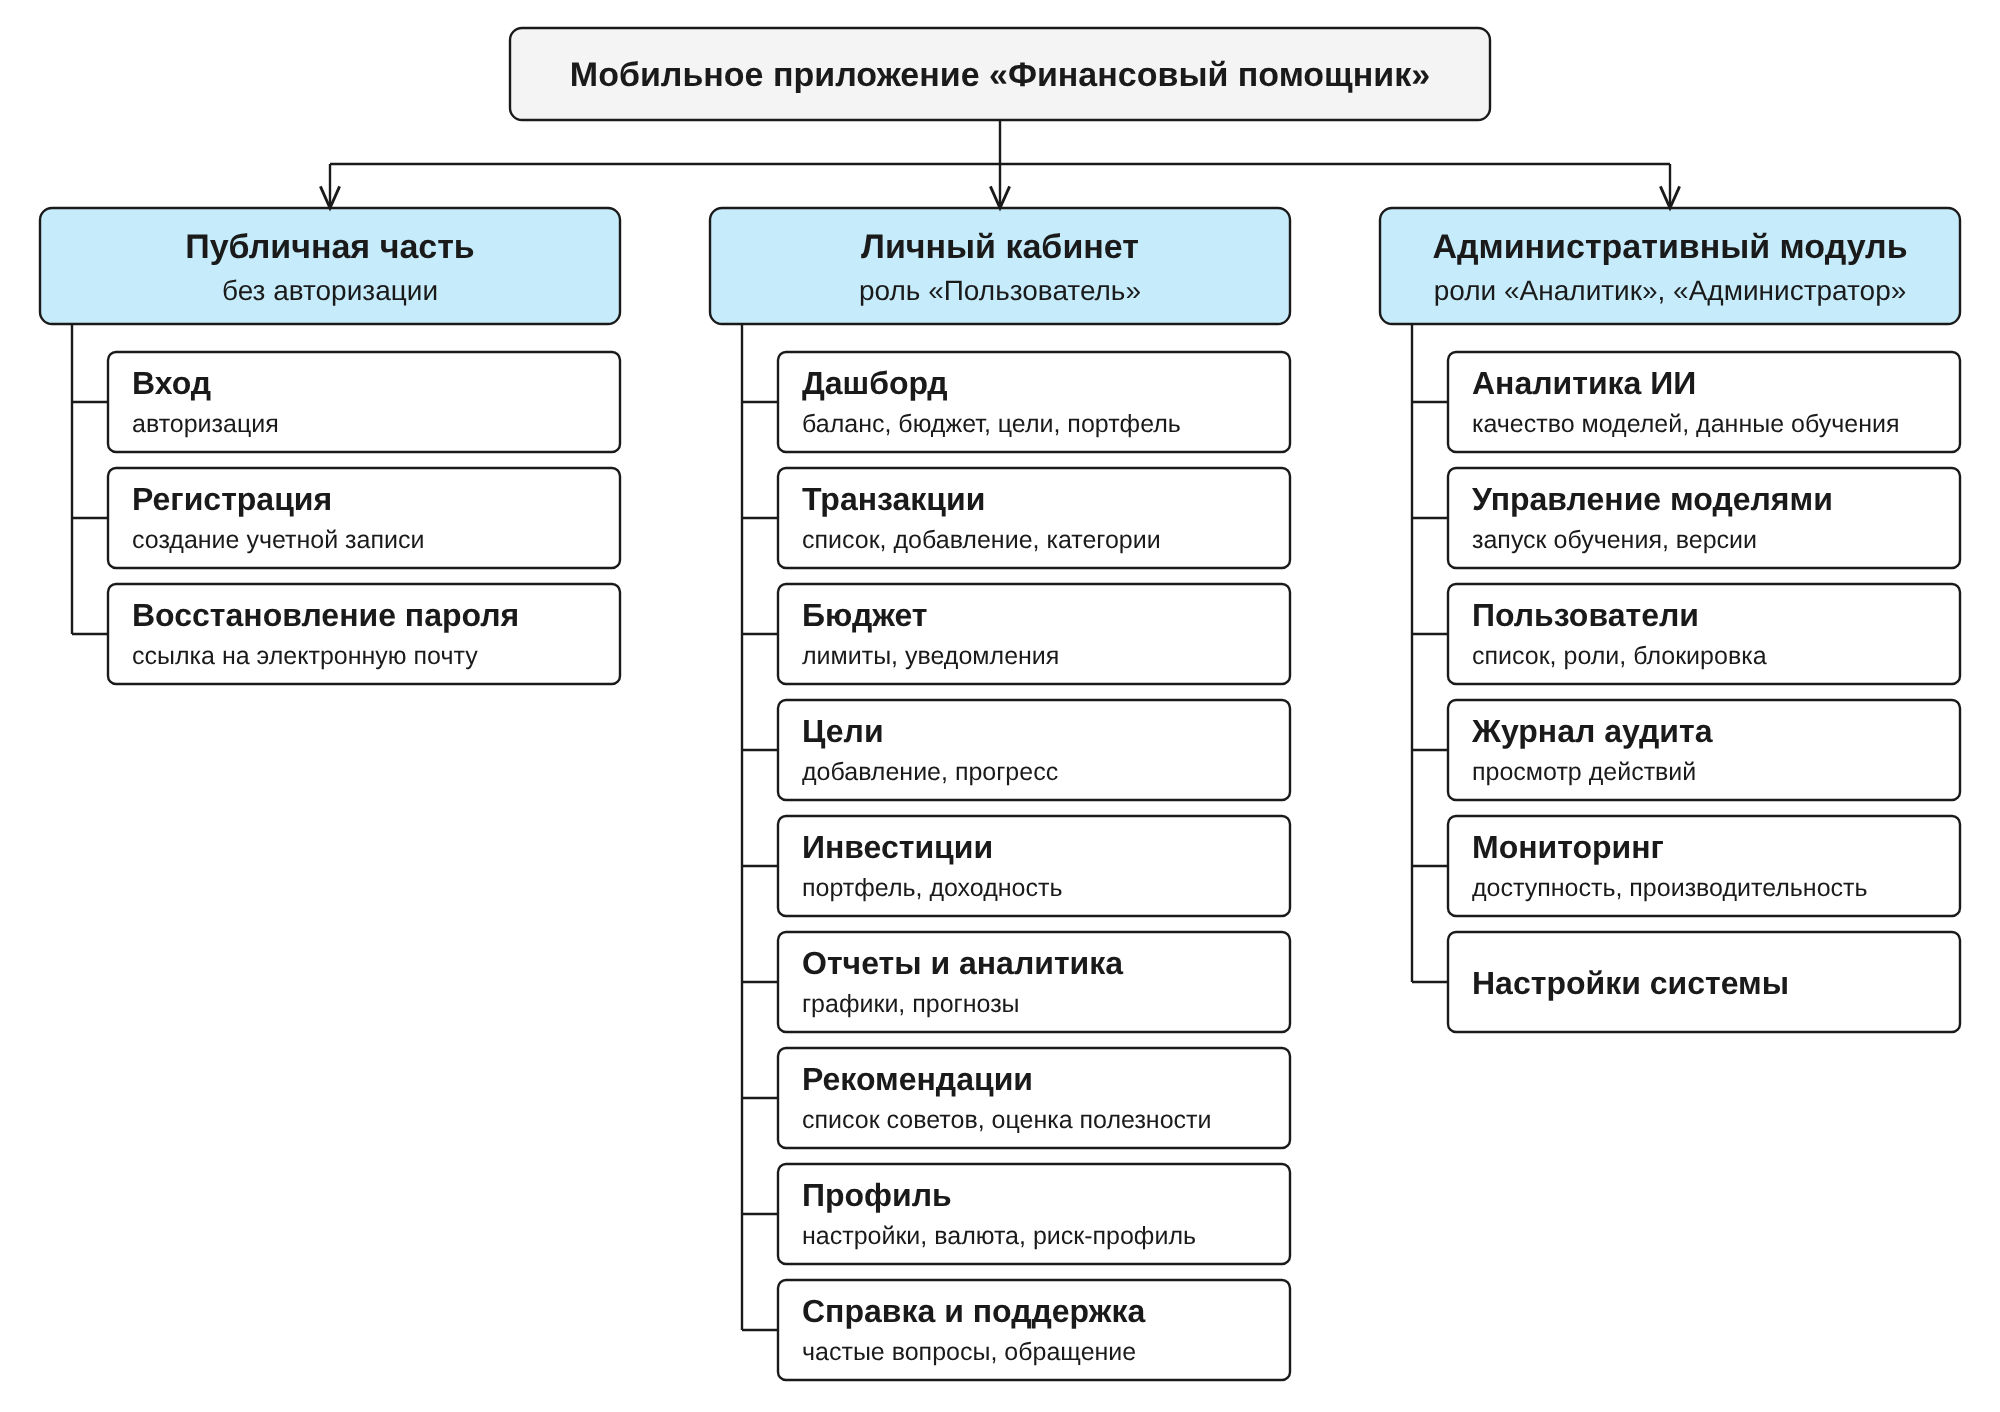 Мобильное приложение «Финансовый помощник»
Публичная часть
без авторизации
Вход
авторизация
Регистрация
создание учетной записи
Восстановление пароля
ссылка на электронную почту
Личный кабинет
роль «Пользователь»
Дашборд
баланс, бюджет, цели, портфель
Транзакции
список, добавление, категории
Бюджет
лимиты, уведомления
Цели
добавление, прогресс
Инвестиции
портфель, доходность
Отчеты и аналитика
графики, прогнозы
Рекомендации
список советов, оценка полезности
Профиль
настройки, валюта, риск-профиль
Справка и поддержка
частые вопросы, обращение
Административный модуль
роли «Аналитик», «Администратор»
Аналитика ИИ
качество моделей, данные обучения
Управление моделями
запуск обучения, версии
Пользователи
список, роли, блокировка
Журнал аудита
просмотр действий
Мониторинг
доступность, производительность
Настройки системы